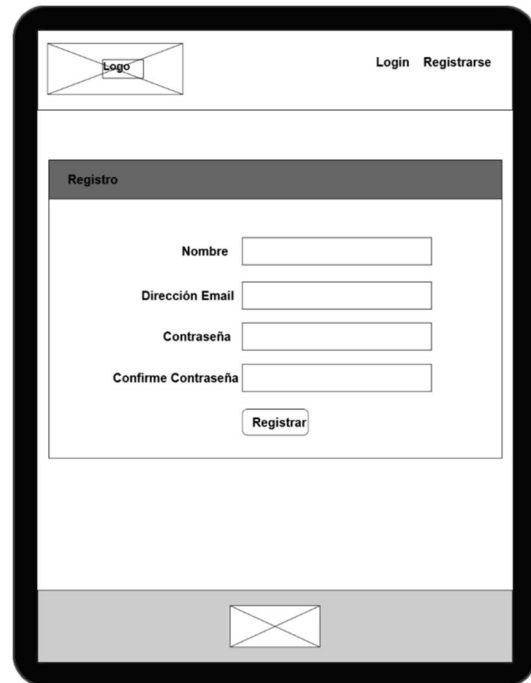 Logo
Login Registrarse
Registro
Nombre
Dirección Email
Contraseña
Confirme Contraseña
Registrar